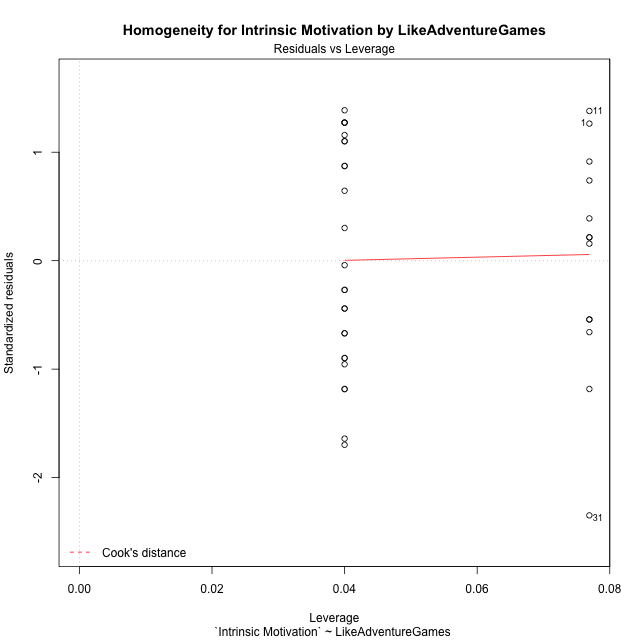 Homogeneity for Intrinsic Motivation by LikeAdventureGames
Residuals vs Leverage
Standardized residuals
1
0
-1
-2
11
1
31
Cook's distance
0.00 0.02 0.04 0.06 0.08
Leverage
`Intrinsic Motivation` ~ LikeAdventureGames